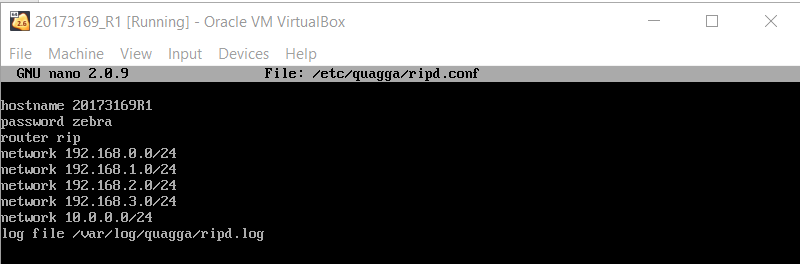 20173169_R1 [Running] - Oracle VM VirtualBox
File Machine View Input Devices Help
GNU nano 2.0.9 File: /etc/quagga/ripd.conf
hostname 20173169R1
password zebra
router rip
network 192.168.0.0/24
network 192.168.1.0/24
network 192.168.2.0/24
network 192.168.3.0/24
network 10.0.0.0/24
log file /var/log/quagga/ripd.log